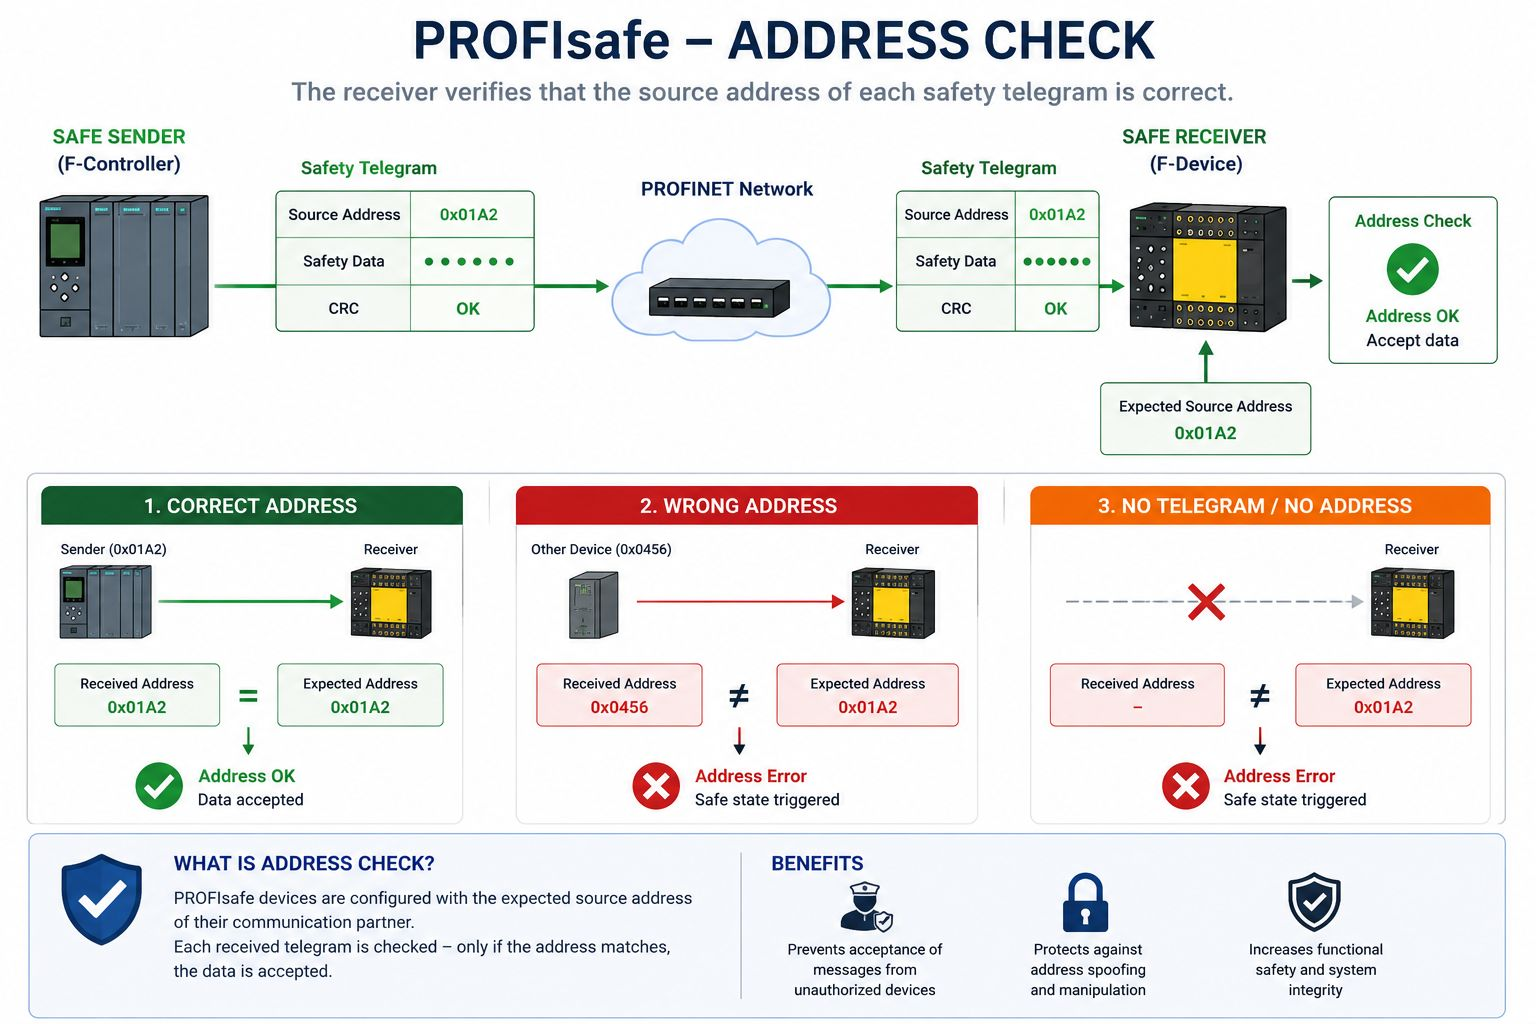 PROFIsafe – ADDRESS CHECK
The receiver verifies that the source address of each safety telegram is correct.
SAFE SENDER
(F-Controller)
Safety Telegram
Source Address 0x01A2
Safety Data
CRC OK
PROFINET Network
Safety Telegram
Source Address 0x01A2
Safety Data
CRC OK
SAFE RECEIVER
(F-Device)
Address Check
Address OK
Accept data
Expected Source Address
0x01A2
1. CORRECT ADDRESS
Sender (0x01A2)
Receiver
Received Address
0x01A2
=
Expected Address
0x01A2
Address OK
Data accepted
2. WRONG ADDRESS
Other Device (0x0456)
Receiver
Received Address
0x0456
≠
Expected Address
0x01A2
Address Error
Safe state triggered
3. NO TELEGRAM / NO ADDRESS
Receiver
Received Address
–
≠
Expected Address
0x01A2
Address Error
Safe state triggered
WHAT IS ADDRESS CHECK?
PROFIsafe devices are configured with the expected source address
of their communication partner.
Each received telegram is checked – only if the address matches,
the data is accepted.
BENEFITS
Prevents acceptance of
messages from
unauthorized devices
Protects against
address spoofing
and manipulation
Increases functional
safety and system
integrity